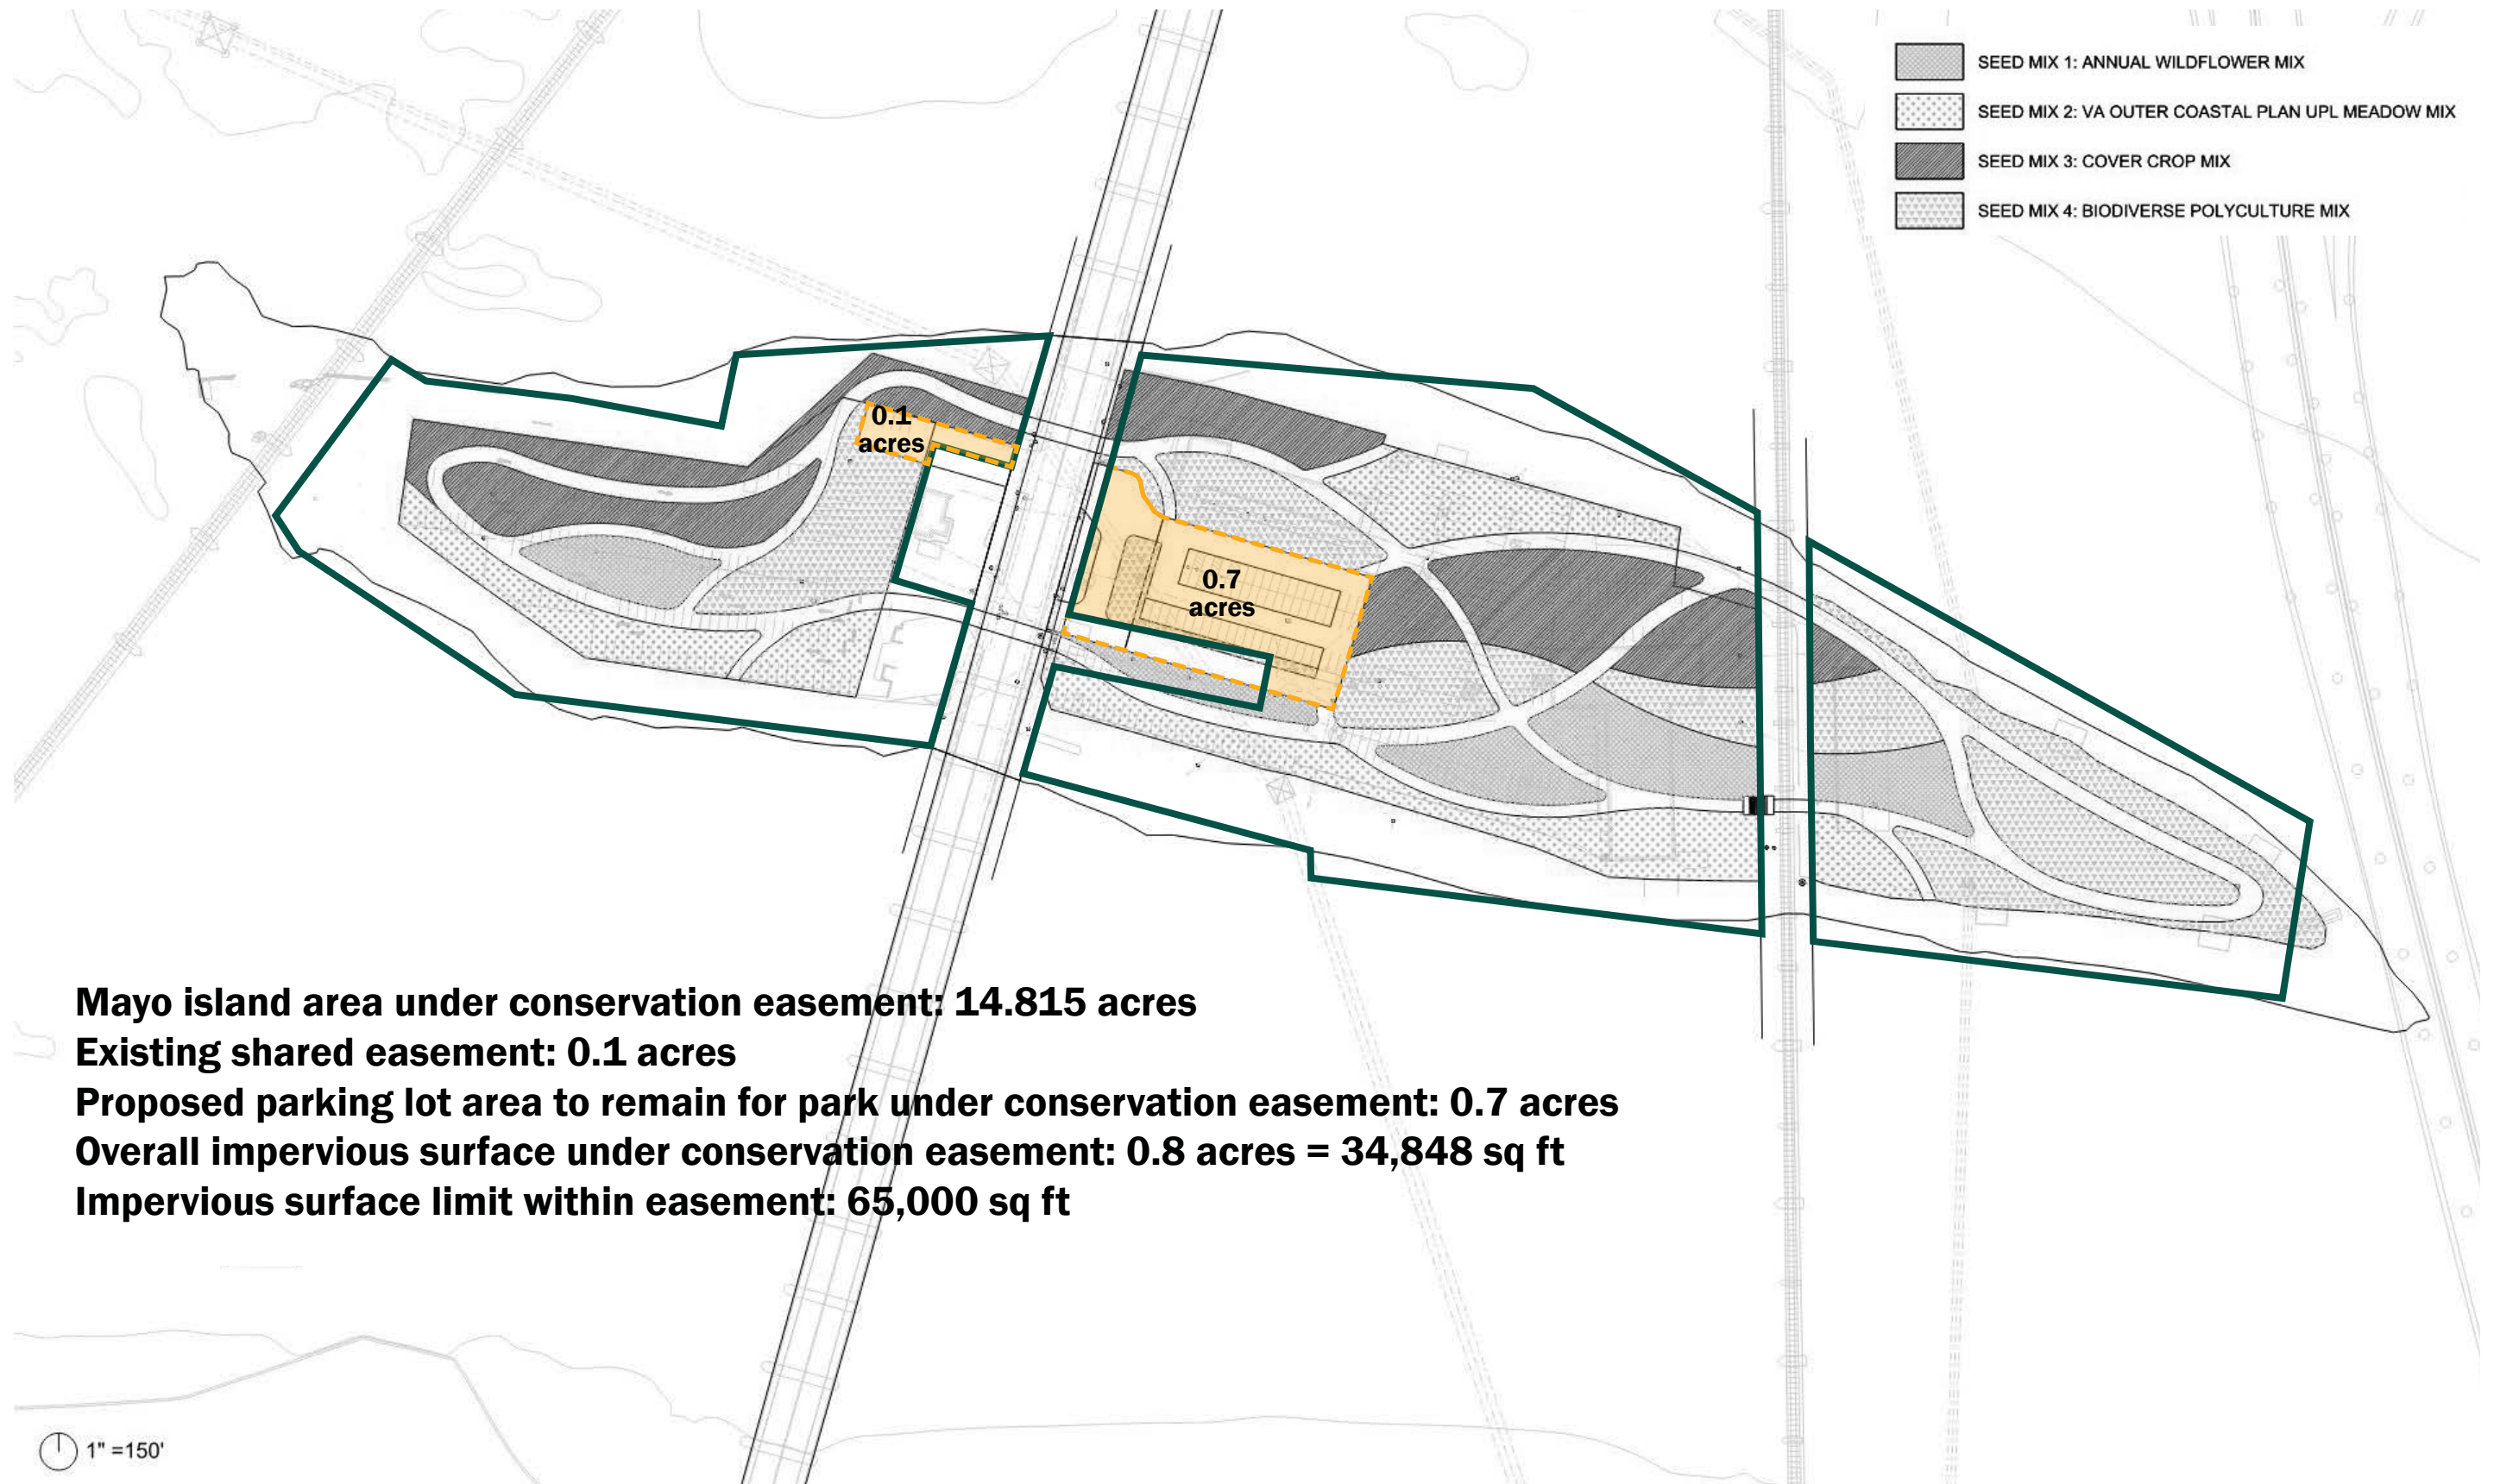 SEED MIX 1: ANNUAL WILDFLOWER MIX
SEED MIX 2: VA OUTER COASTAL PLAN UPL MEADOW MIX
SEED MIX 3: COVER CROP MIX
SEED MIX 4: BIODIVERSE POLYCULTURE MIX
0.1
acres
0.7
acres
Mayo island area under conservation easement: 14.815 acres
Existing shared easement: 0.1 acres
Proposed parking lot area to remain for park under conservation easement: 0.7 acres
Overall impervious surface under conservation easement: 0.8 acres = 34,848 sq ft
Impervious surface limit within easement: 65,000 sq ft
1" =150'